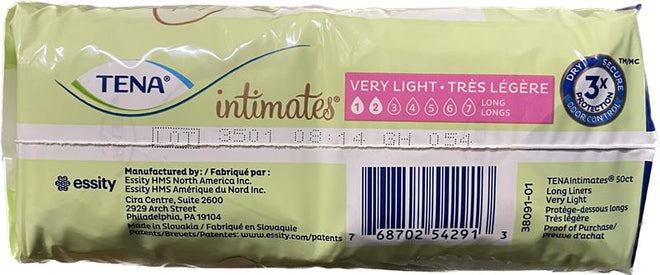 TENA®
intimates®
VERY LIGHT • TRÈS LÉGÈRE
1 2 3 4 5 6 7 LONG
LONGS
TM/MC
DRY SECURE
3X
PROTECTION
ODOR CONTROL
LOT 3501 08:14 GH 054
essity
Manufactured by: / Fabriqué par :
Essity HMS North America Inc.
Essity HMS Amérique du Nord Inc.
Cira Centre, Suite 2600
2929 Arch Street
Philadelphia, PA 19104
Made in Slovakia / Fabriqué en Slovaquie
Patents/Brevets/Patentes: www.essity.com/patents
7 68702 54291 3
38091-01
TENAIntimates® 50ct
Long Liners
Very Light
Protège-dessous longs
Très légère
Proof of Purchase/
preuve d'achat